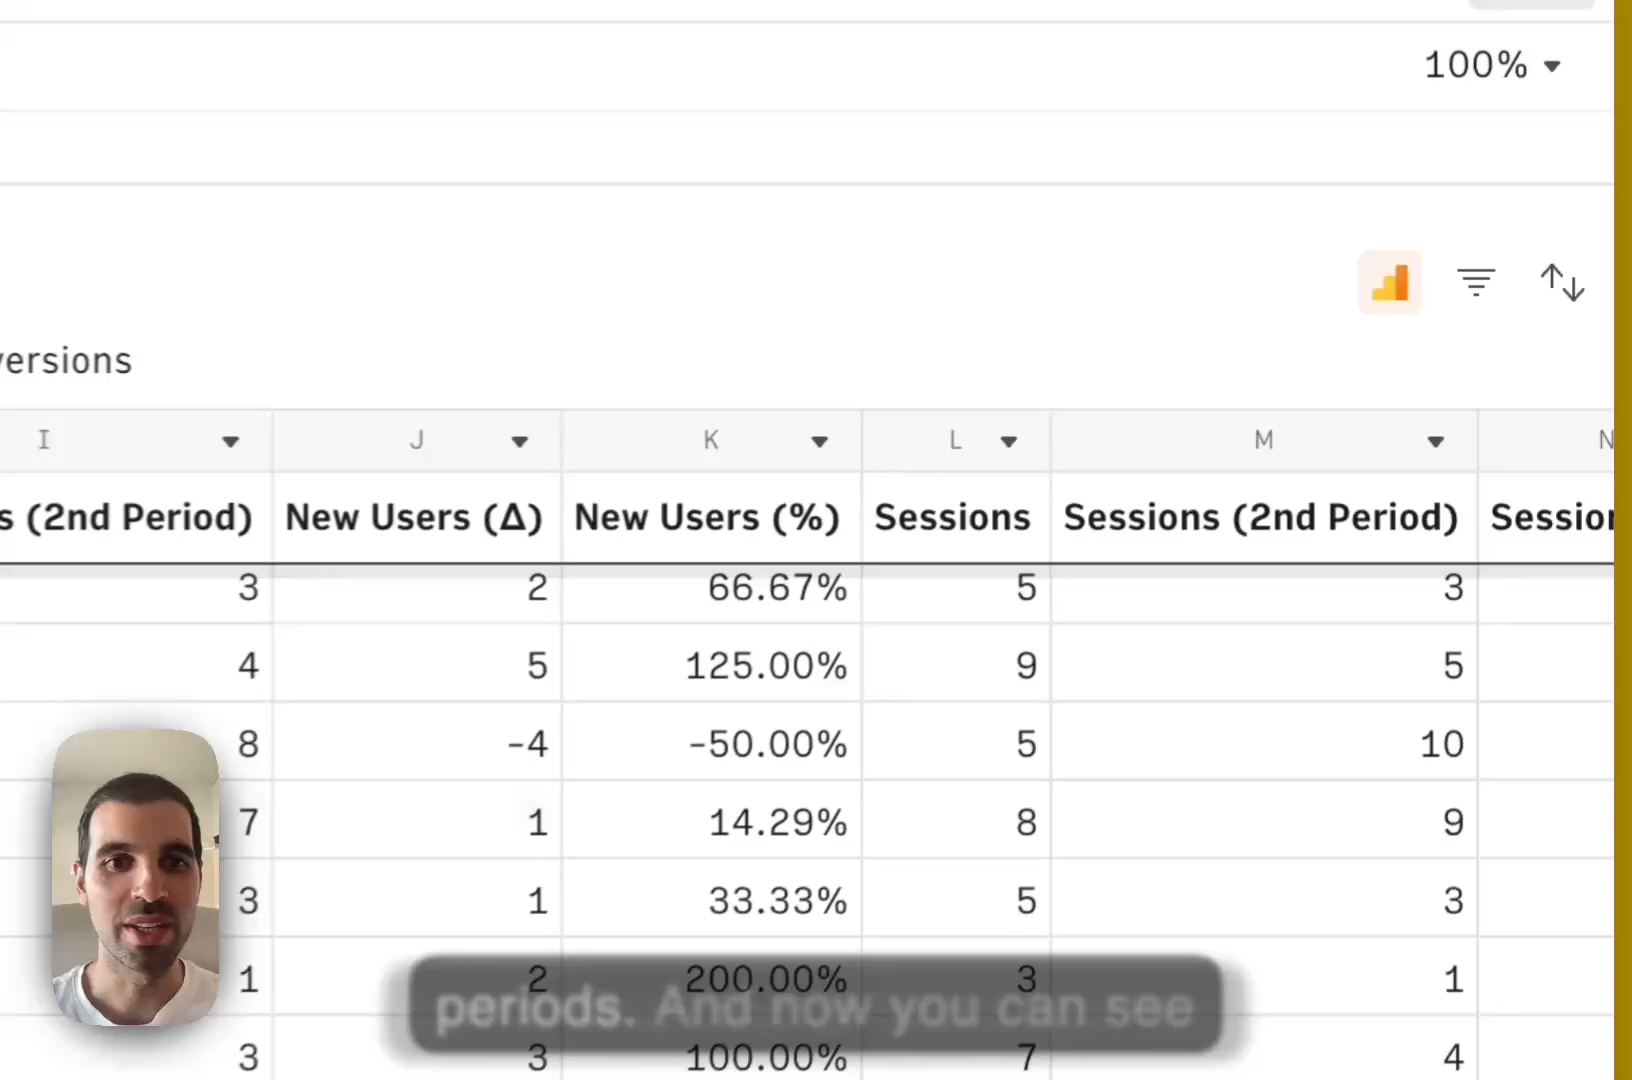 100%
versions
I J K L M N
s (2nd Period) New Users (Δ) New Users (%) Sessions Sessions (2nd Period) Session
3 2 66.67% 5 3
4 5 125.00% 9 5
8 -4 -50.00% 5 10
7 1 14.29% 8 9
3 1 33.33% 5 3
1 2 200.00% 3 1
periods. And now you can see
3 3 100.00% 7 4